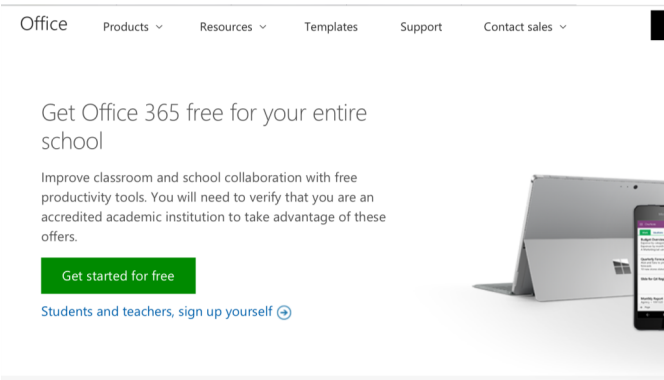 Office Products Resources Templates Support Contact sales
Get Office 365 free for your entire
school
Improve classroom and school collaboration with free
productivity tools. You will need to verify that you are an
accredited academic institution to take advantage of these
offers.
Get started for free
Students and teachers, sign up yourself